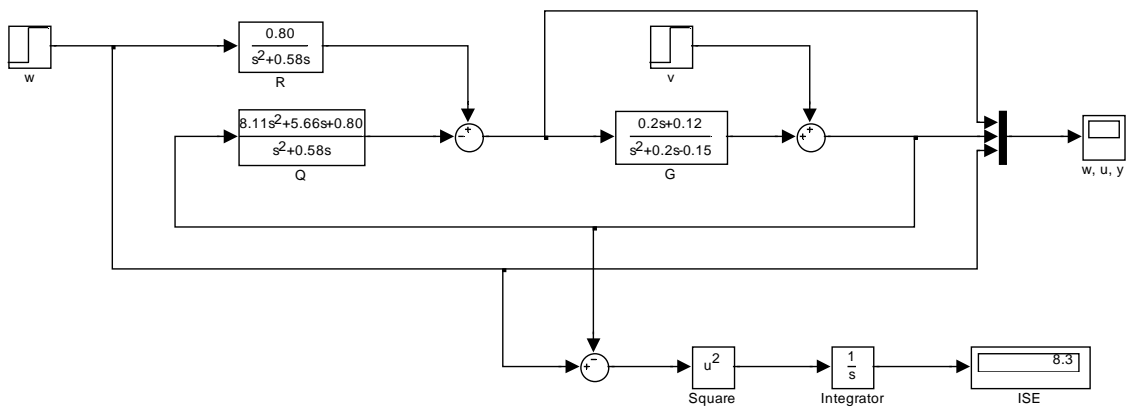 w
0.80
s2+0.58s
R
v
8.11s2+5.66s+0.80
s2+0.58s
Q
0.2s+0.12
s2+0.2s-0.15
G
w, u, y
u2
Square
1
s
Integrator
8.3
ISE